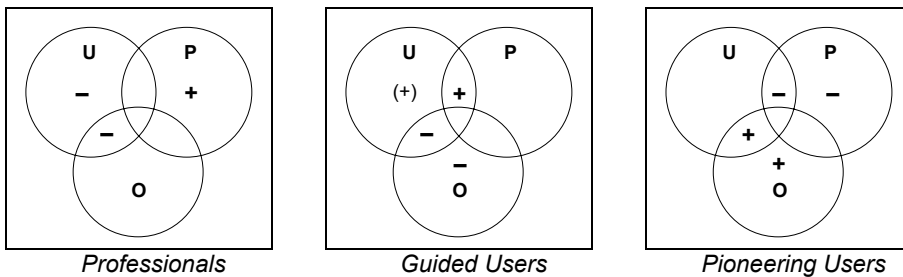 U P
− +
−
O
Professionals
U P
(+) +
−
−
O
Guided Users
U P
− −
+
+
O
Pioneering Users